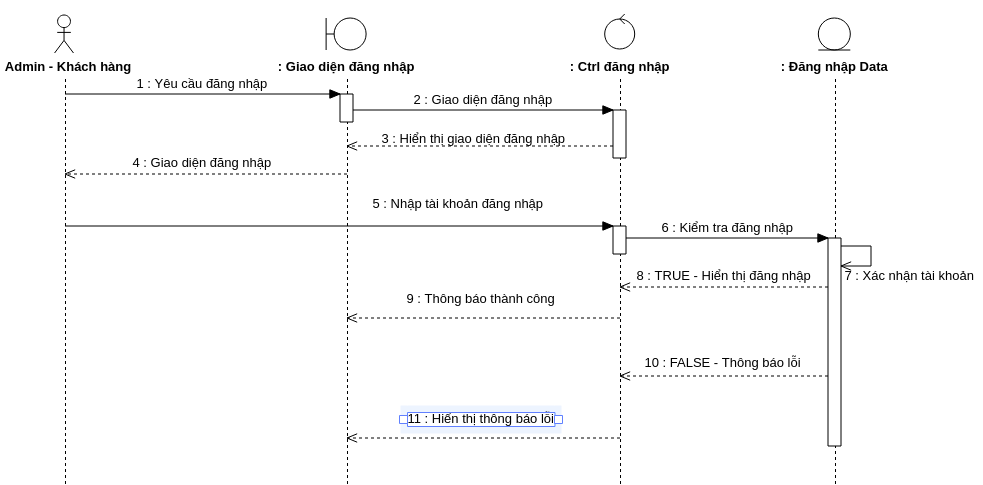 Admin - Khách hàng
: Giao diện đăng nhập
: Ctrl đăng nhập
: Đăng nhập Data
1 : Yêu cầu đăng nhập
2 : Giao diện đăng nhập
3 : Hiển thị giao diện đăng nhập
4 : Giao diện đăng nhập
5 : Nhập tài khoản đăng nhập
6 : Kiểm tra đăng nhập
7 : Xác nhận tài khoản
8 : TRUE - Hiển thị đăng nhập
9 : Thông báo thành công
10 : FALSE - Thông báo lỗi
11 : Hiển thị thông báo lỗi